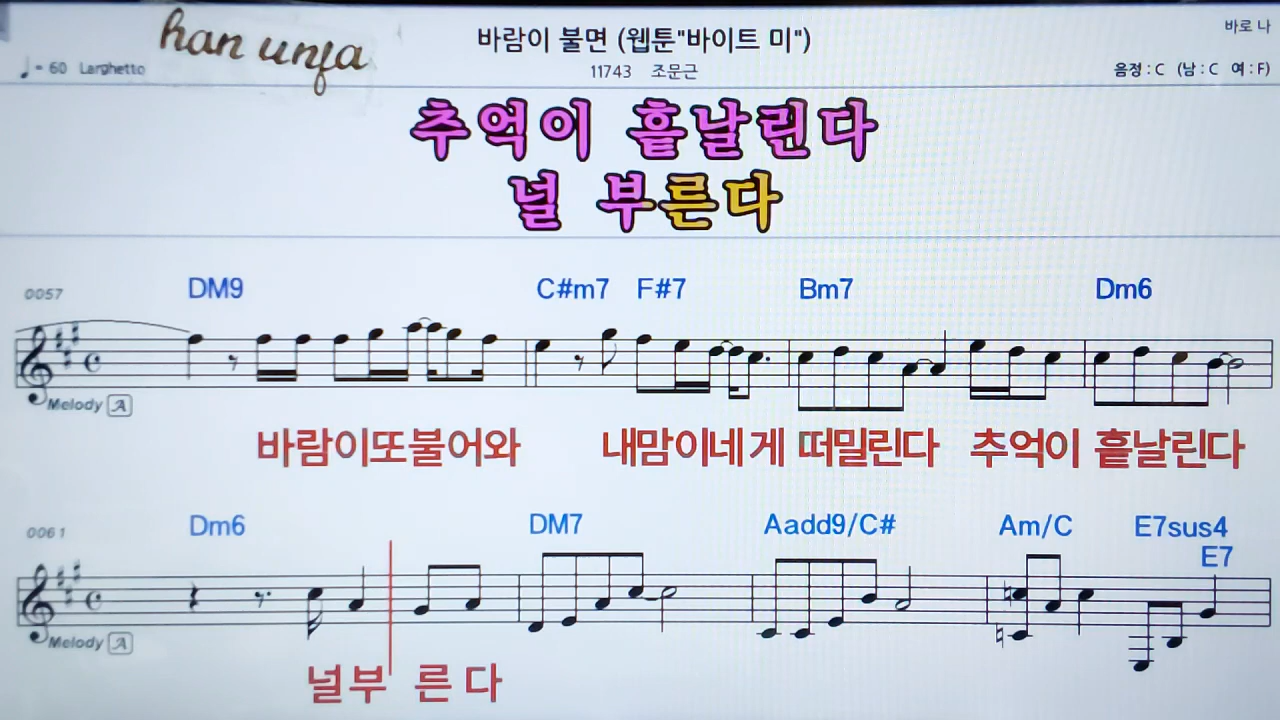 han unfa
바람이 불면 (웹툰"바이트 미")
바로 나
♩= 60 Larghetto
11743 조문근
음정 : C (남 : C 여 : F)
추억이 흩날린다
널 부른다
0057 DM9 C#m7 F#7 Bm7 Dm6
Melody A
바람이또불어와 내맘이네게 떠밀린다 추억이 흩날린다
0061 Dm6 DM7 Aadd9/C# Am/C E7sus4
E7
Melody A
널부 른 다